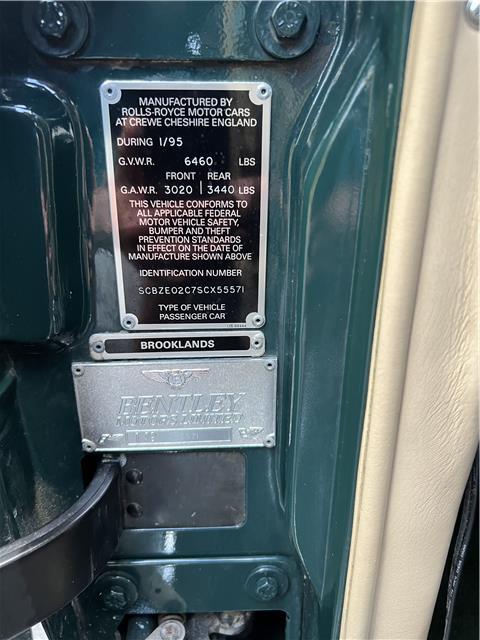 MANUFACTURED BY
ROLLS-ROYCE MOTOR CARS
AT CREWE CHESHIRE ENGLAND
DURING 1/95
G.V.W.R. 6460 LBS
FRONT REAR
G.A.W.R. 3020 | 3440 LBS
THIS VEHICLE CONFORMS TO
ALL APPLICABLE FEDERAL
MOTOR VEHICLE SAFETY,
BUMPER AND THEFT
PREVENTION STANDARDS
IN EFFECT ON THE DATE OF
MANUFACTURE SHOWN ABOVE
IDENTIFICATION NUMBER
SCBZE02C7SCX55571
TYPE OF VEHICLE
PASSENGER CAR
BROOKLANDS
BENTLEY
MOTORS LIMITED